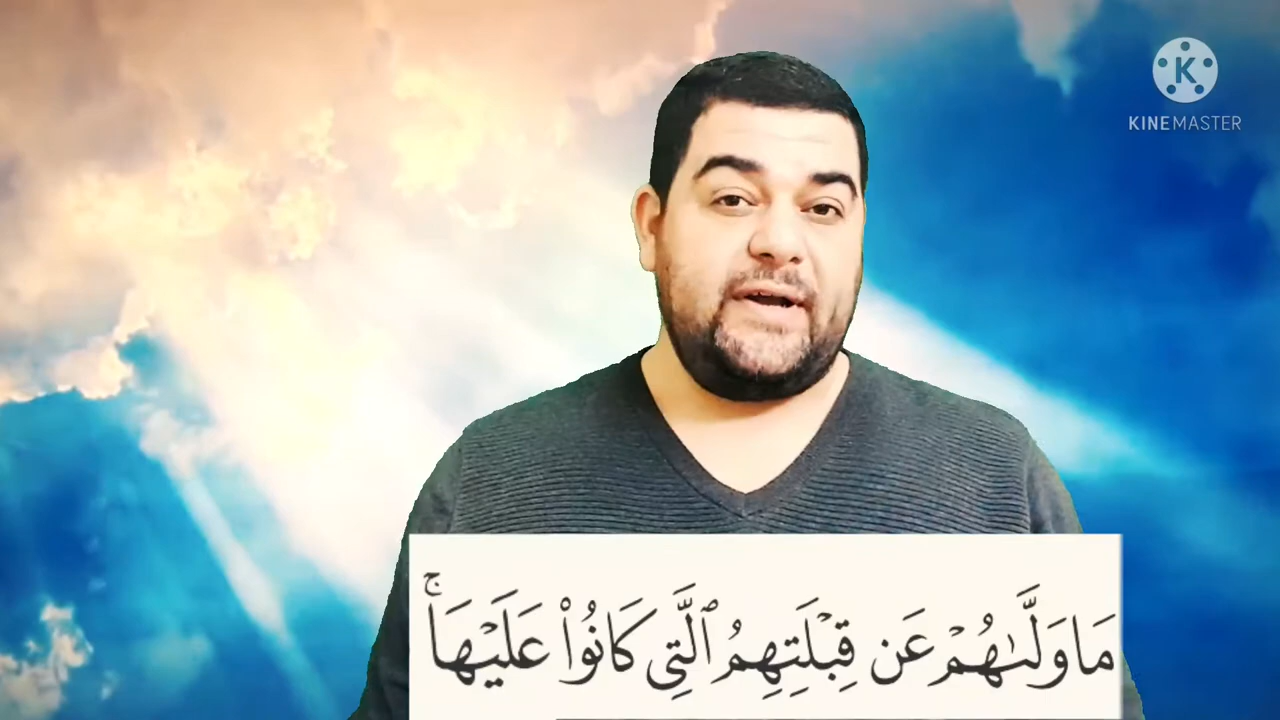 KINEMASTER
مَا وَلَّىٰهُمْ عَن قِبْلَتِهِمُ ٱلَّتِى كَانُوا۟ عَلَيْهَا ۚ